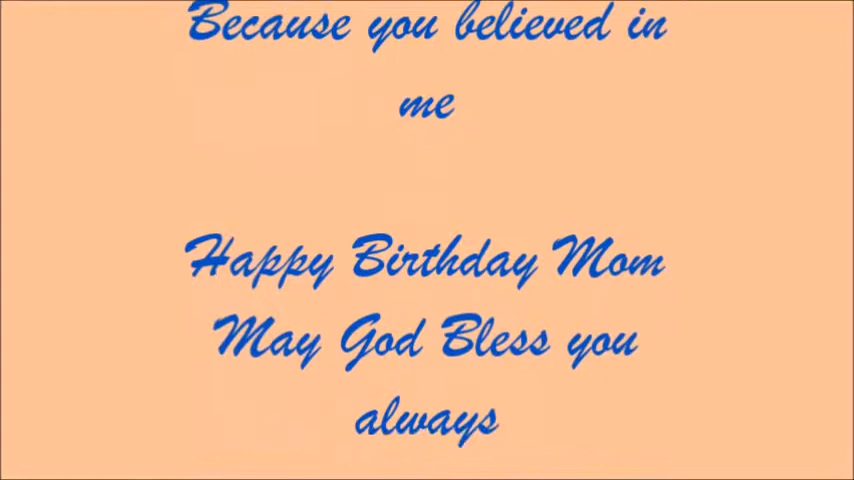 Because you believed in
me
Happy Birthday Mom
May God Bless you
always